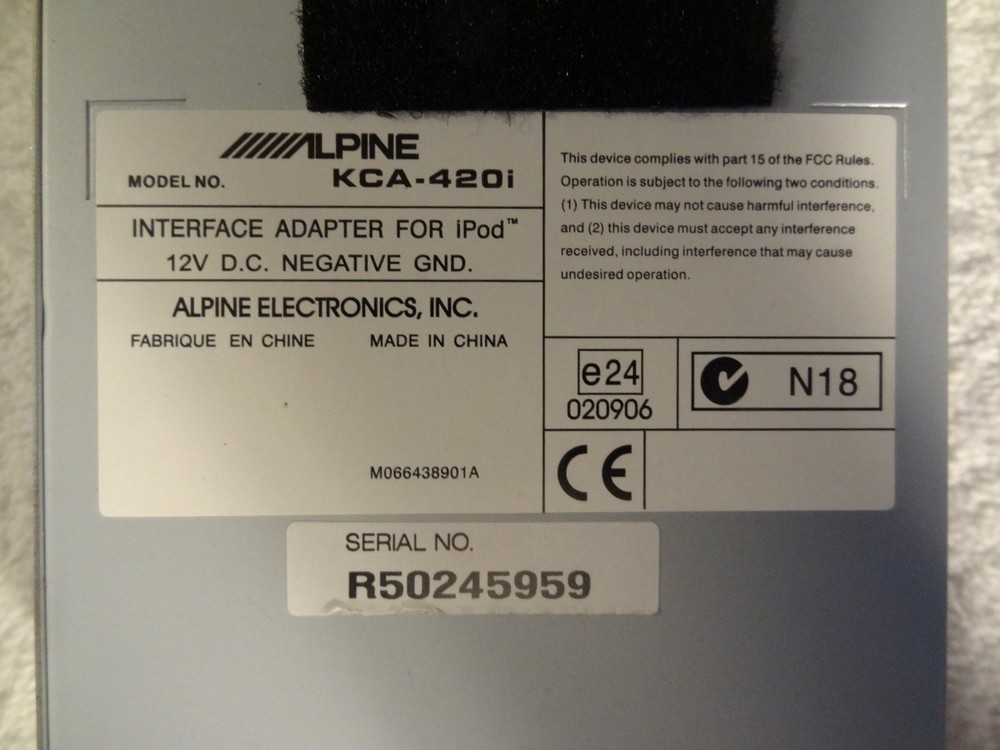 ALPINE
MODEL NO. KCA-420i
INTERFACE ADAPTER FOR iPod™
12V D.C. NEGATIVE GND.
ALPINE ELECTRONICS, INC.
FABRIQUE EN CHINE MADE IN CHINA
M066438901A
This device complies with part 15 of the FCC Rules.
Operation is subject to the following two conditions.
(1) This device may not cause harmful interference,
and (2) this device must accept any interference
received, including interference that may cause
undesired operation.
e24
020906
N18
CE
SERIAL NO.
R50245959